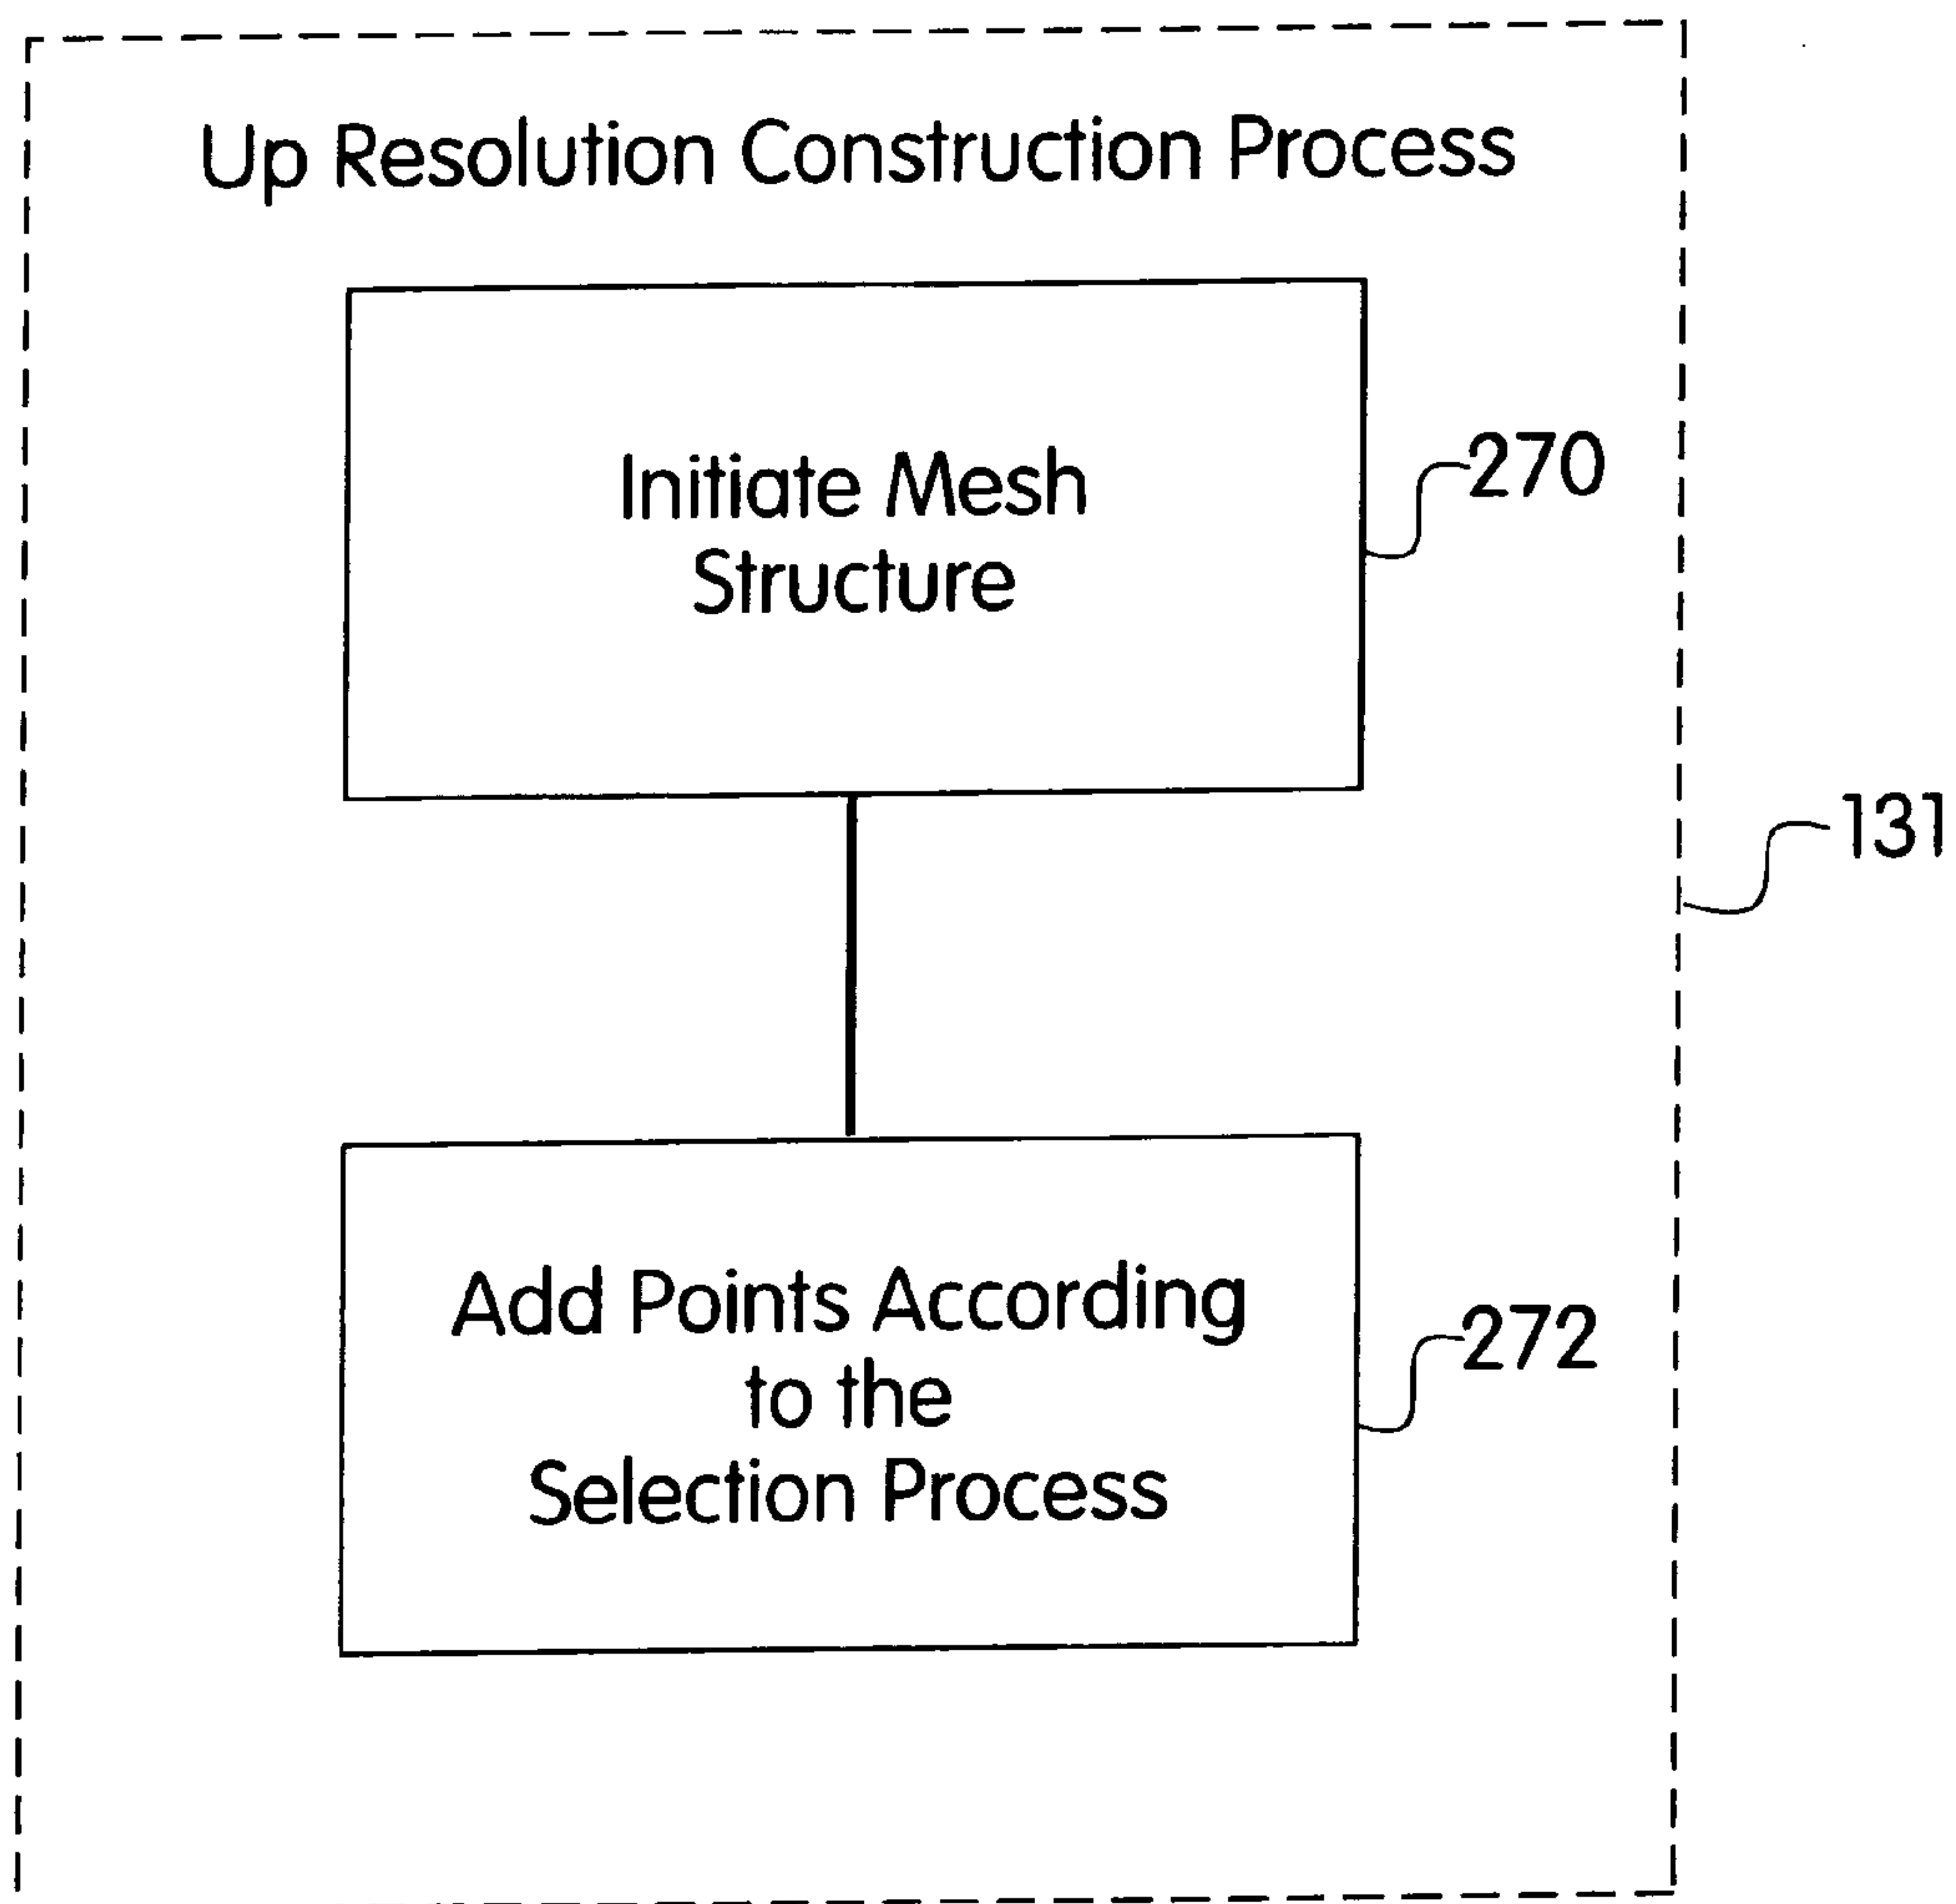 Up Resolution Construction Process
Initiate Mesh
Structure
270
131
Add Points According
to the
Selection Process
272